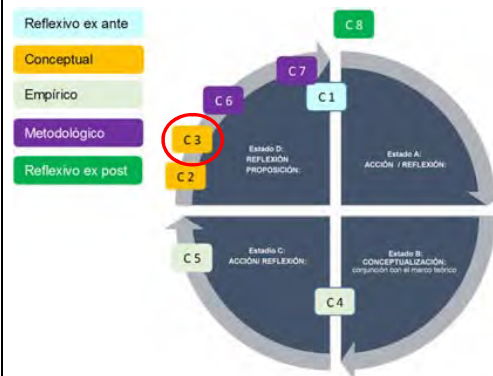 Reflexivo ex ante
Conceptual
Empírico
Metodológico
Reflexivo ex post
C 8
C 7
C 1
C 6
C 3
C 2
Estado D:
REFLEXIÓN
PROPOSICIÓN:
Estado A:
ACCIÓN / REFLEXIÓN:
C 5
Estadio C:
ACCIÓN/ REFLEXIÓN:
Estado B:
CONCEPTUALIZACIÓN:
conjunción con el marco teórico
C 4